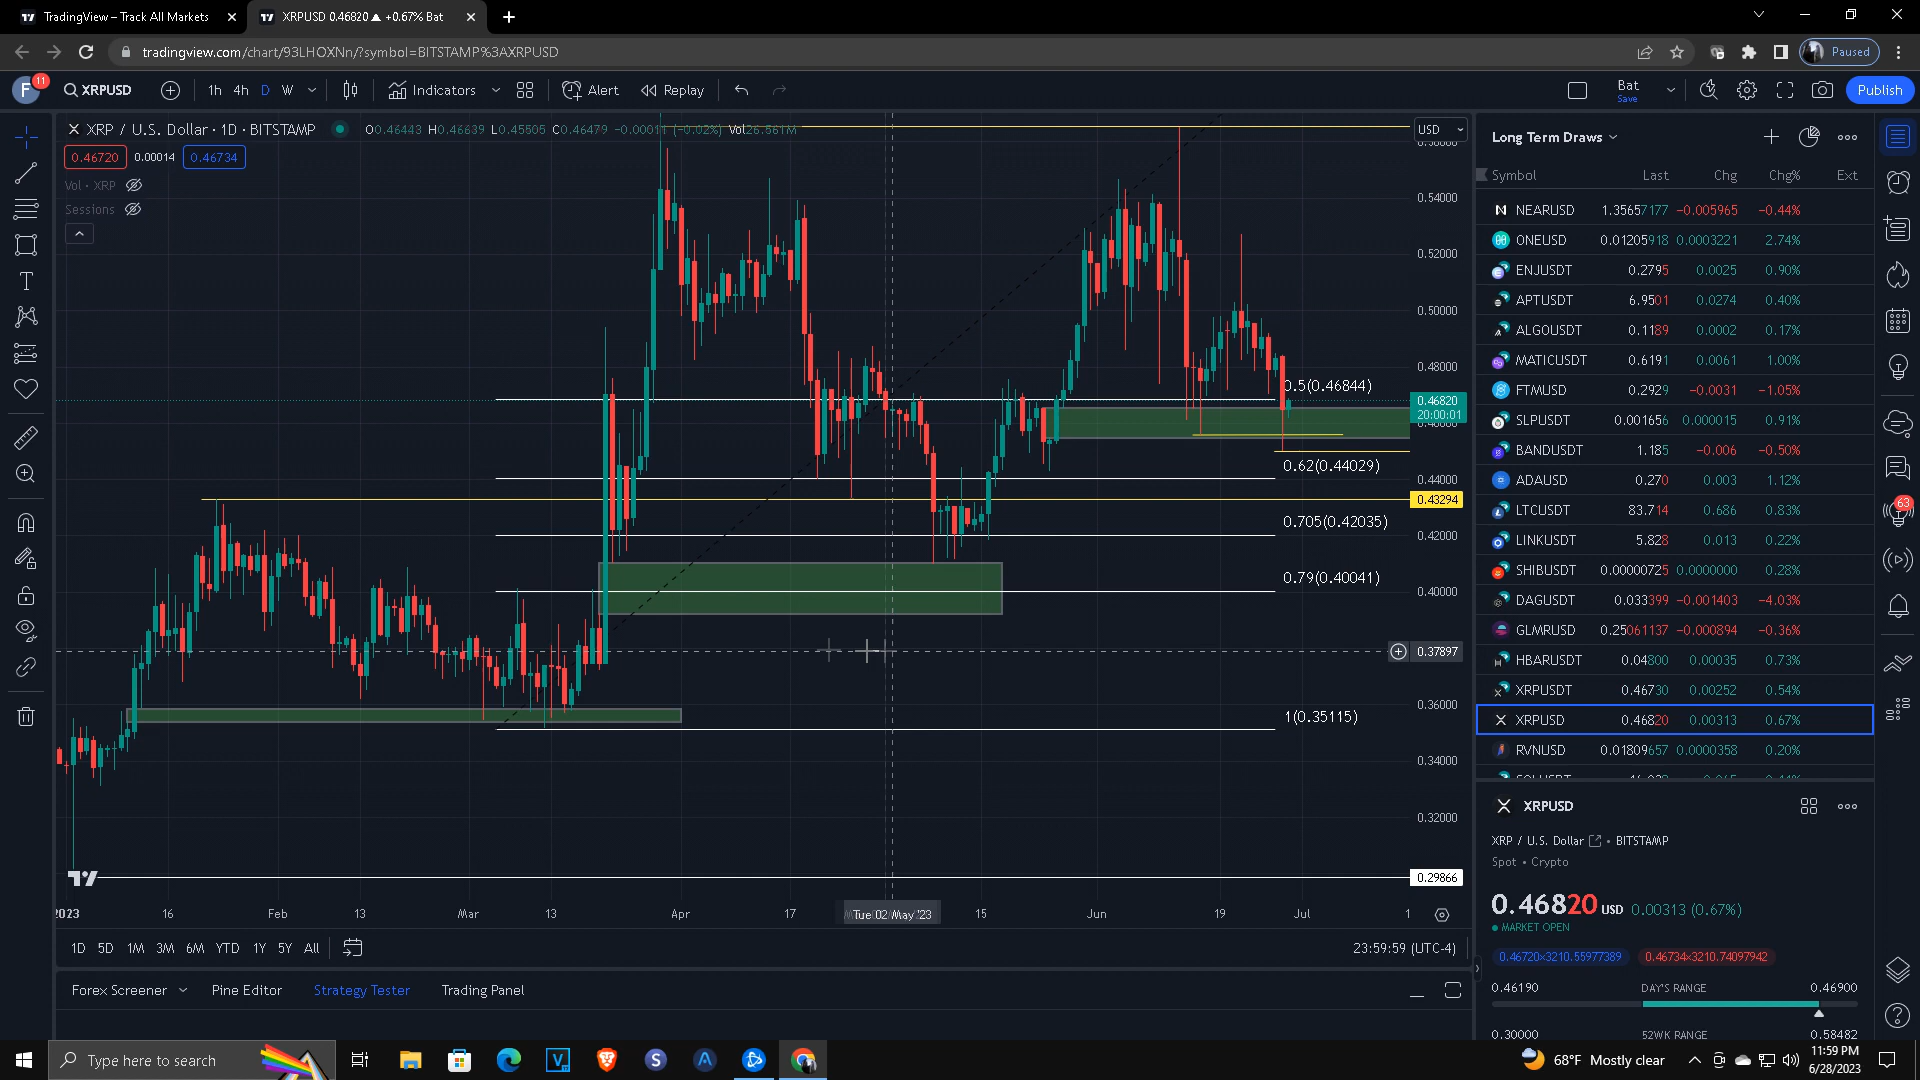 TradingView – Track All Markets
XRPUSD 0.46820 ▲ +0.67% Bat
tradingview.com/chart/93LHOXNn/?symbol=BITSTAMP%3AXRPUSD
Paused
F
11
XRPUSD
1h 4h D W
Indicators
Alert
Replay
Bat
Save
Publish
XRP / U.S. Dollar · 1D · BITSTAMP
O0.46443 H0.46639 L0.45505 C0.46479 −0.00011 (−0.02%) Vol26.561M
0.46720 0.00014 0.46734
Vol · XRP
Sessions
USD
0.54000
0.52000
0.50000
0.48000
0.5(0.46844)
0.46820
20:00:01
0.62(0.44029)
0.44000
0.43294
0.705(0.42035)
0.42000
0.79(0.40041)
0.40000
0.37897
1(0.35115)
0.36000
0.34000
0.32000
0.29866
2023 16 Feb 13 Mar 13 Apr 17 Tue 02 May '23 15 Jun 19 Jul 1
1D 5D 1M 3M 6M YTD 1Y 5Y All
23:59:59 (UTC-4)
Forex Screener Pine Editor Strategy Tester Trading Panel
Long Term Draws
Symbol Last Chg Chg% Ext
NEARUSD 1.35657177 −0.005965 −0.44%
ONEUSD 0.01205918 0.0003221 2.74%
ENJUSDT 0.2795 0.0025 0.90%
APTUSDT 6.9501 0.0274 0.40%
ALGOUSDT 0.1189 0.0002 0.17%
MATICUSDT 0.6191 0.0061 1.00%
FTMUSD 0.2929 −0.0031 −1.05%
SLPUSDT 0.001656 0.000015 0.91%
BANDUSDT 1.185 −0.006 −0.50%
ADAUSD 0.270 0.003 1.12%
LTCUSDT 83.714 0.686 0.83%
LINKUSDT 5.828 0.013 0.22%
SHIBUSDT 0.00000725 0.0000000 0.28%
DAGUSDT 0.033399 −0.001403 −4.03%
GLMRUSD 0.25061137 −0.000894 −0.36%
HBARUSDT 0.04800 0.00035 0.73%
XRPUSDT 0.46730 0.00252 0.54%
XRPUSD 0.46820 0.00313 0.67%
RVNUSD 0.01809657 0.0000358 0.20%
63
XRPUSD
XRP / U.S. Dollar • BITSTAMP
Spot • Crypto
0.46820 USD 0.00313 (0.67%)
MARKET OPEN
0.46720×3210.55977389 0.46734×3210.74097942
0.46190 DAY'S RANGE 0.46900
0.30000 52WK RANGE 0.58482
Type here to search
68°F Mostly clear
11:59 PM
6/28/2023